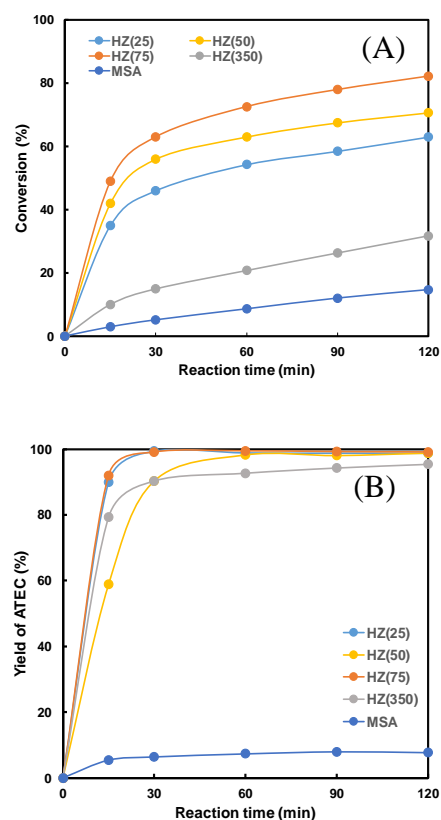 (A)
HZ(25) HZ(50)
HZ(75) HZ(350)
MSA
100
80
60
40
20
0
Conversion (%)
0 30 60 90 120
Reaction time (min)
(B)
100
80
60
40
20
0
Yield of ATEC (%)
HZ(25)
HZ(50)
HZ(75)
HZ(350)
MSA
0 30 60 90 120
Reaction time (min)